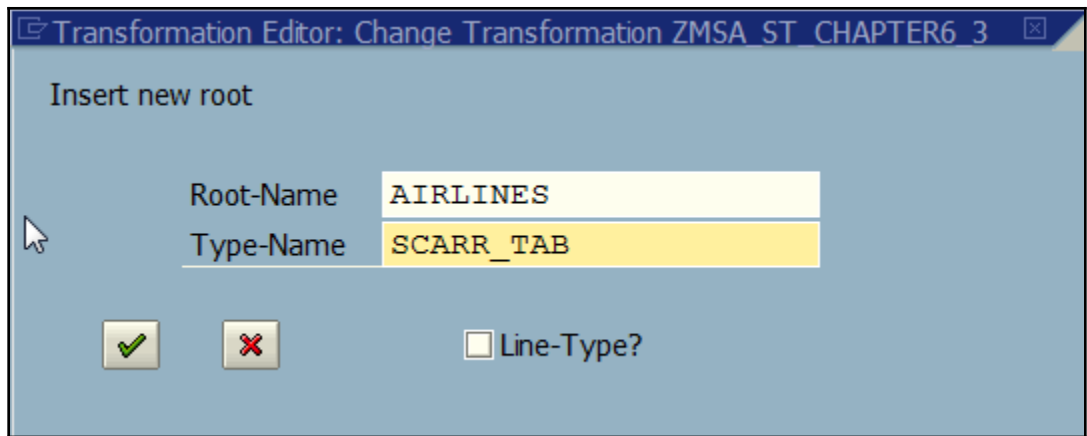 Transformation Editor: Change Transformation ZMSA_ST_CHAPTER6_3
Insert new root
Root-Name AIRLINES
Type-Name SCARR_TAB
Line-Type?